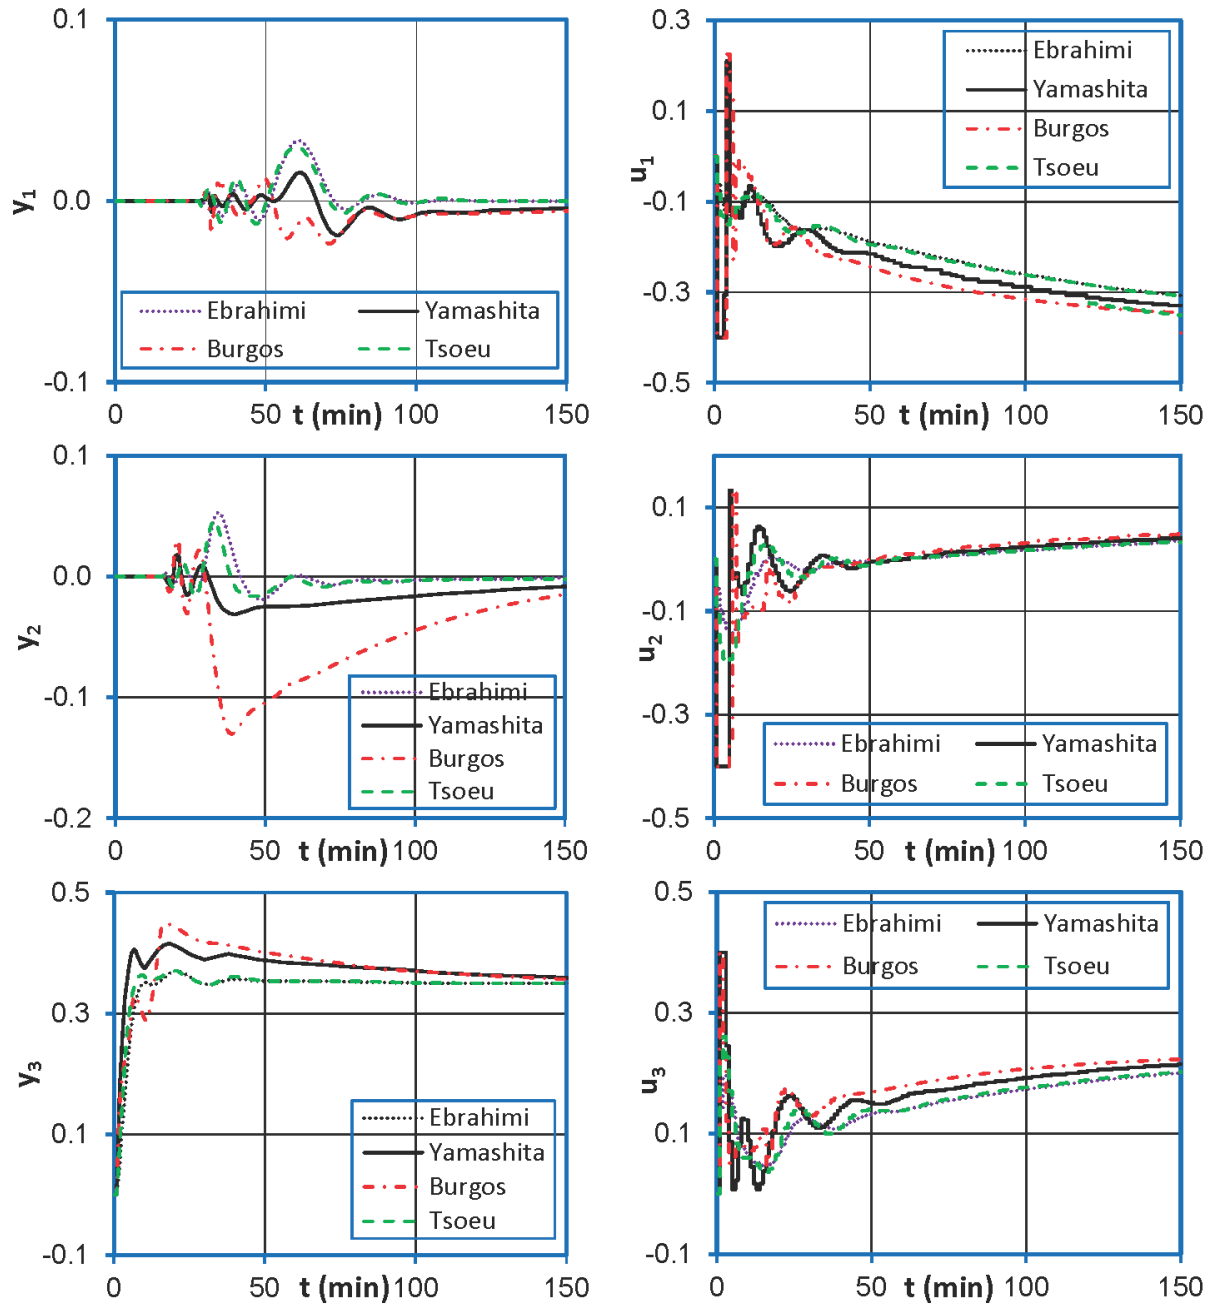 0.1
0.0
-0.1
y1
Ebrahimi Yamashita
Burgos Tsoeu
0 50 t (min) 100 150
0.3
0.1
-0.1
-0.3
-0.5
u1
Ebrahimi
Yamashita
Burgos
Tsoeu
0 50 t (min) 100 150
0.1
0.0
-0.1
-0.2
y2
Ebrahimi
Yamashita
Burgos
Tsoeu
0 50 t (min) 100 150
0.1
-0.1
-0.3
-0.5
u2
Ebrahimi Yamashita
Burgos Tsoeu
0 50 t (min) 100 150
0.5
0.3
0.1
-0.1
y3
Ebrahimi
Yamashita
Burgos
Tsoeu
0 50 t (min) 100 150
0.5
0.3
0.1
-0.1
u3
Ebrahimi Yamashita
Burgos Tsoeu
0 50 t (min) 100 150